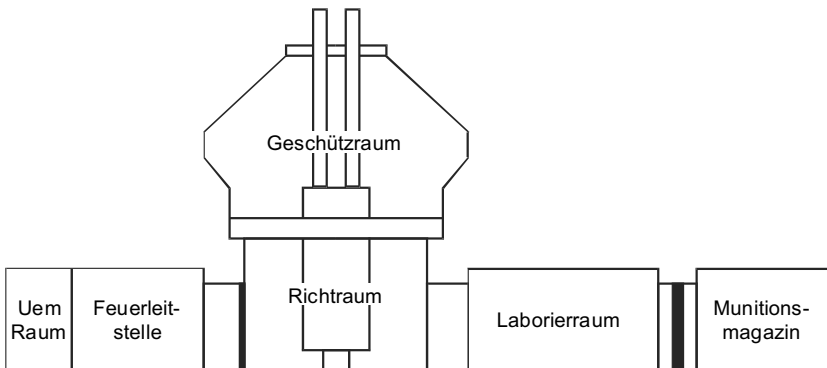 Geschützraum
Uem
Raum
Feuerleit-
stelle
Richtraum
Laborierraum
Munitions-
magazin